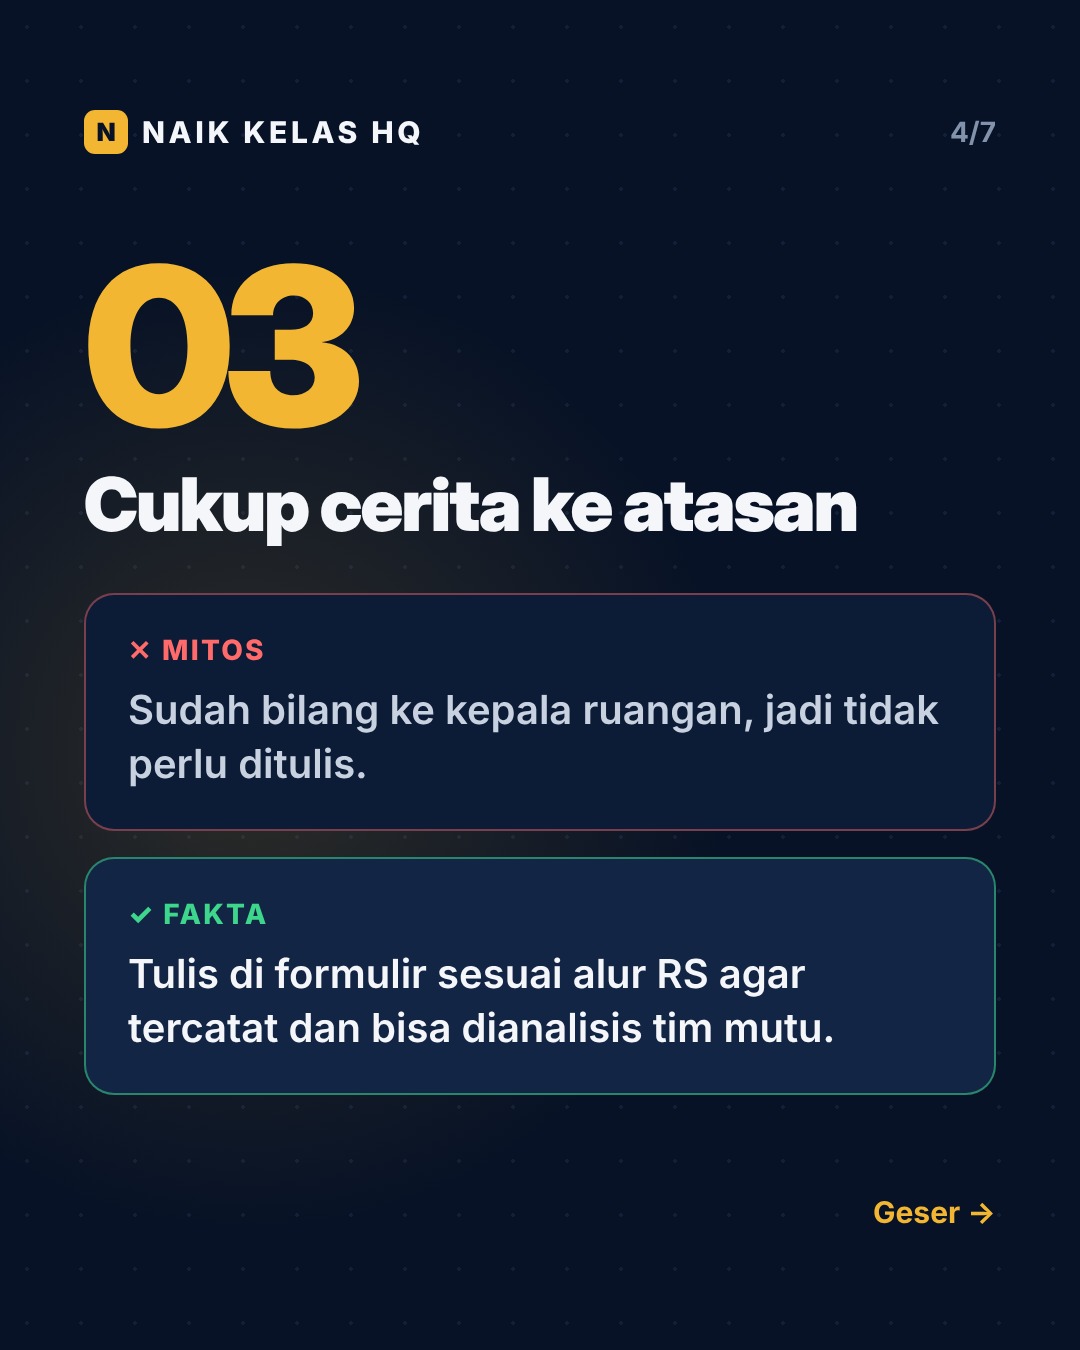 N NAIK KELAS HQ
4/7
03
Cukup cerita ke atasan
✕ MITOS
Sudah bilang ke kepala ruangan, jadi tidak
perlu ditulis.
✓ FAKTA
Tulis di formulir sesuai alur RS agar
tercatat dan bisa dianalisis tim mutu.
Geser →